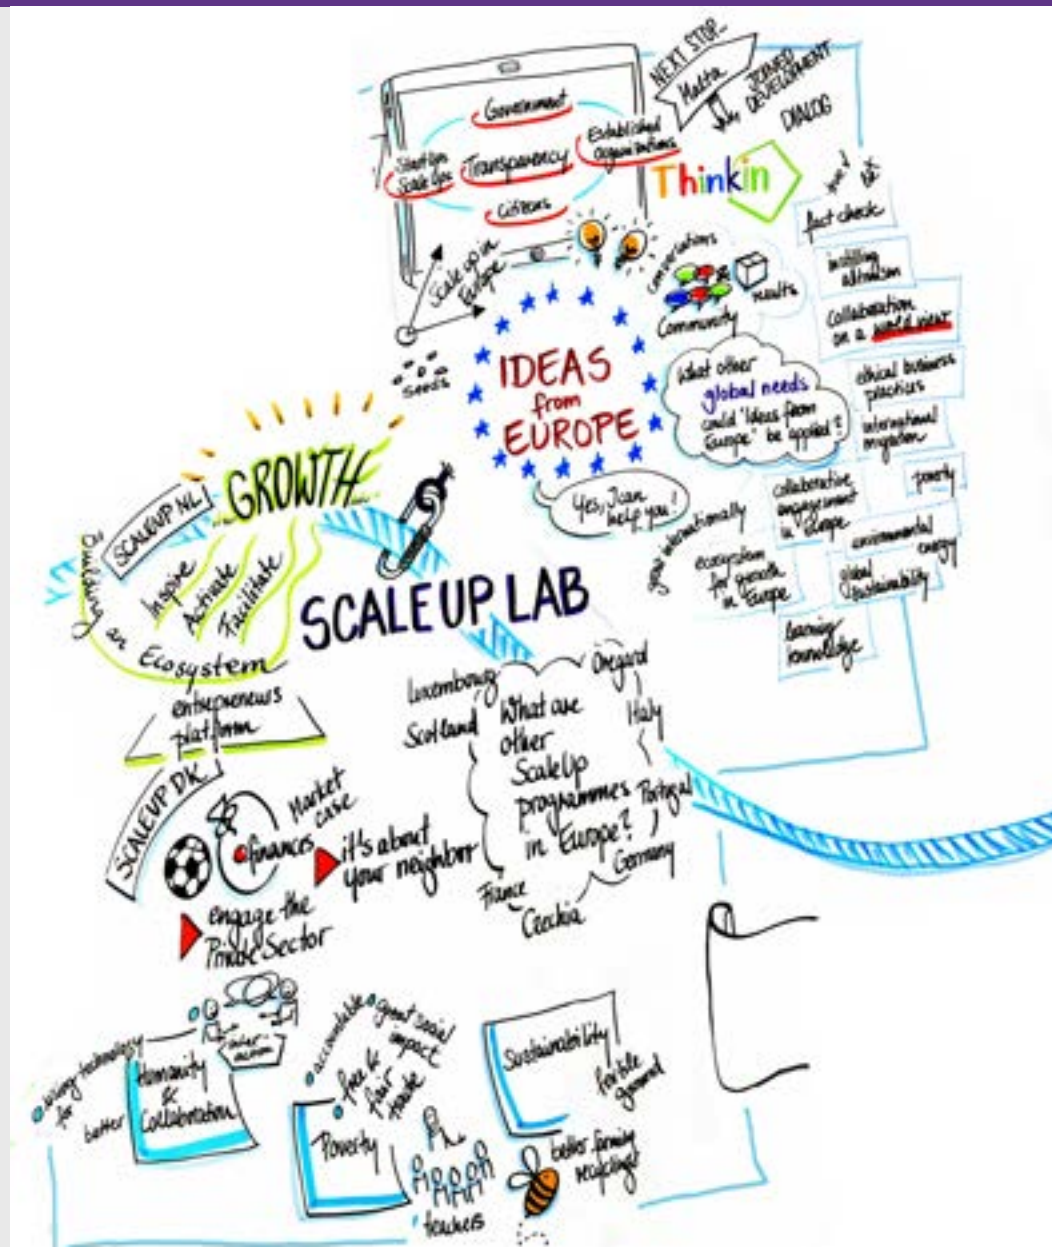 NEXT STOP...
Malta
JOINED
DEVELOPMENT
DIALOG
Government
StartUps
Scale Ups
Transparency
Established
organizations
Citizens
Thinkin
Scale up in
Europe
seeds
IDEAS
from
EUROPE
Yes, I can
help you!
Conversations
results
Community
What other
global needs
could 'Ideas from
Europe' be applied?
fact check
instilling
altruism
collaboration
on a world view
ethical business
practices
international
migration
poverty
collaborative
engagement
in Europe
environmental
energy
global
sustainability
internationally
ecosystem
for growth
in Europe
learning
knowledge
GROWTH
SCALEUP NL
Inspire
Activate
Facilitate
Building
an Ecosystem
entrepreneurs
platform
SCALEUP LAB
SCALEUP DK
Market
case
finances
it's about
your neighbor
engage the
Private Sector
What are
other
ScaleUp
programmes
in Europe?
Luxembourg
Scotland
Italy
Portugal
Germany
France
Czechia
using technology
for
better
Humanity
&
Collaboration
accountable
great social
impact
free &
fair
trade
Poverty
teachers
Sustainability
better farming